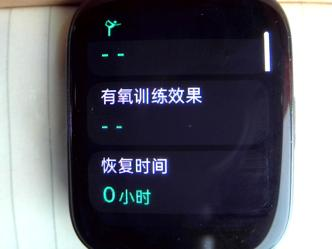 --
有氧训练效果
--
恢复时间
0小时